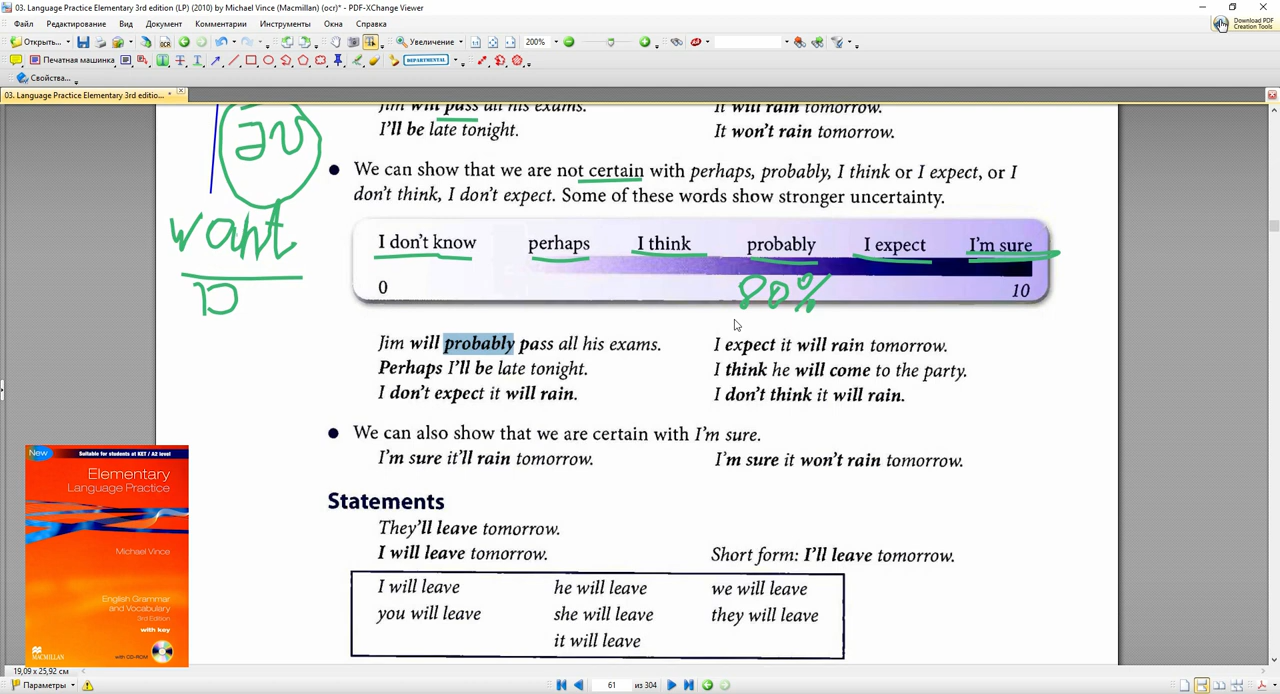 03. Language Practice Elementary 3rd edition (LP) (2010) by Michael Vince (Macmillan) (ocr)* - PDF-XChange Viewer
Файл Редактирование Вид Документ Комментарии Инструменты Окна Справка
Открыть... Увеличение 200% Download PDF Creation Tools
Печатная машинка DEPARTMENTAL
Свойства...
03. Language Practice Elementary 3rd editio... *
Jim will pass all his exams. It will rain tomorrow.
I'll be late tonight. It won't rain tomorrow.
• We can show that we are not certain with perhaps, probably, I think or I expect, or I
don't think, I don't expect. Some of these words show stronger uncertainty.
want
I don't know perhaps I think probably I expect I'm sure
0 80% 10
Jim will probably pass all his exams. I expect it will rain tomorrow.
Perhaps I'll be late tonight. I think he will come to the party.
I don't expect it will rain. I don't think it will rain.
• We can also show that we are certain with I'm sure.
I'm sure it'll rain tomorrow. I'm sure it won't rain tomorrow.
Statements
They'll leave tomorrow.
I will leave tomorrow. Short form: I'll leave tomorrow.
I will leave he will leave we will leave
you will leave she will leave they will leave
it will leave
New Suitable for students at KET / A2 level
Elementary
Language Practice
Michael Vince
English Grammar
and Vocabulary
3rd Edition
with key
MACMILLAN with CD-ROM
19,09 x 25,92 см
Параметры 61 из 304